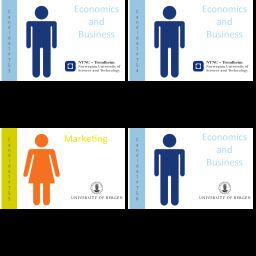 Economics
and
Business
NTNU – Trondheim
Norwegian University of
Science and Technology
Economics
and
Business
NTNU – Trondheim
Norwegian University of
Science and Technology
Marketing
UNIVERSITY OF BERGEN
Economics
and
Business
UNIVERSITY OF BERGEN